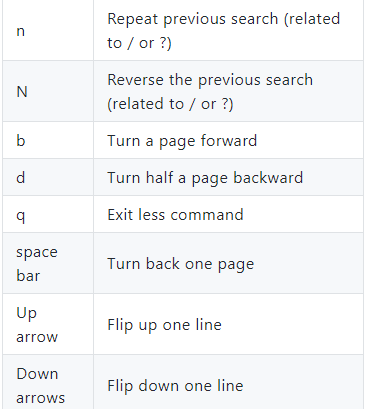 n
Repeat previous search (related
to / or ?)
N
Reverse the previous search
(related to / or ?)
b
Turn a page forward
d
Turn half a page backward
q
Exit less command
space
bar
Turn back one page
Up
arrow
Flip up one line
Down
arrows
Flip down one line